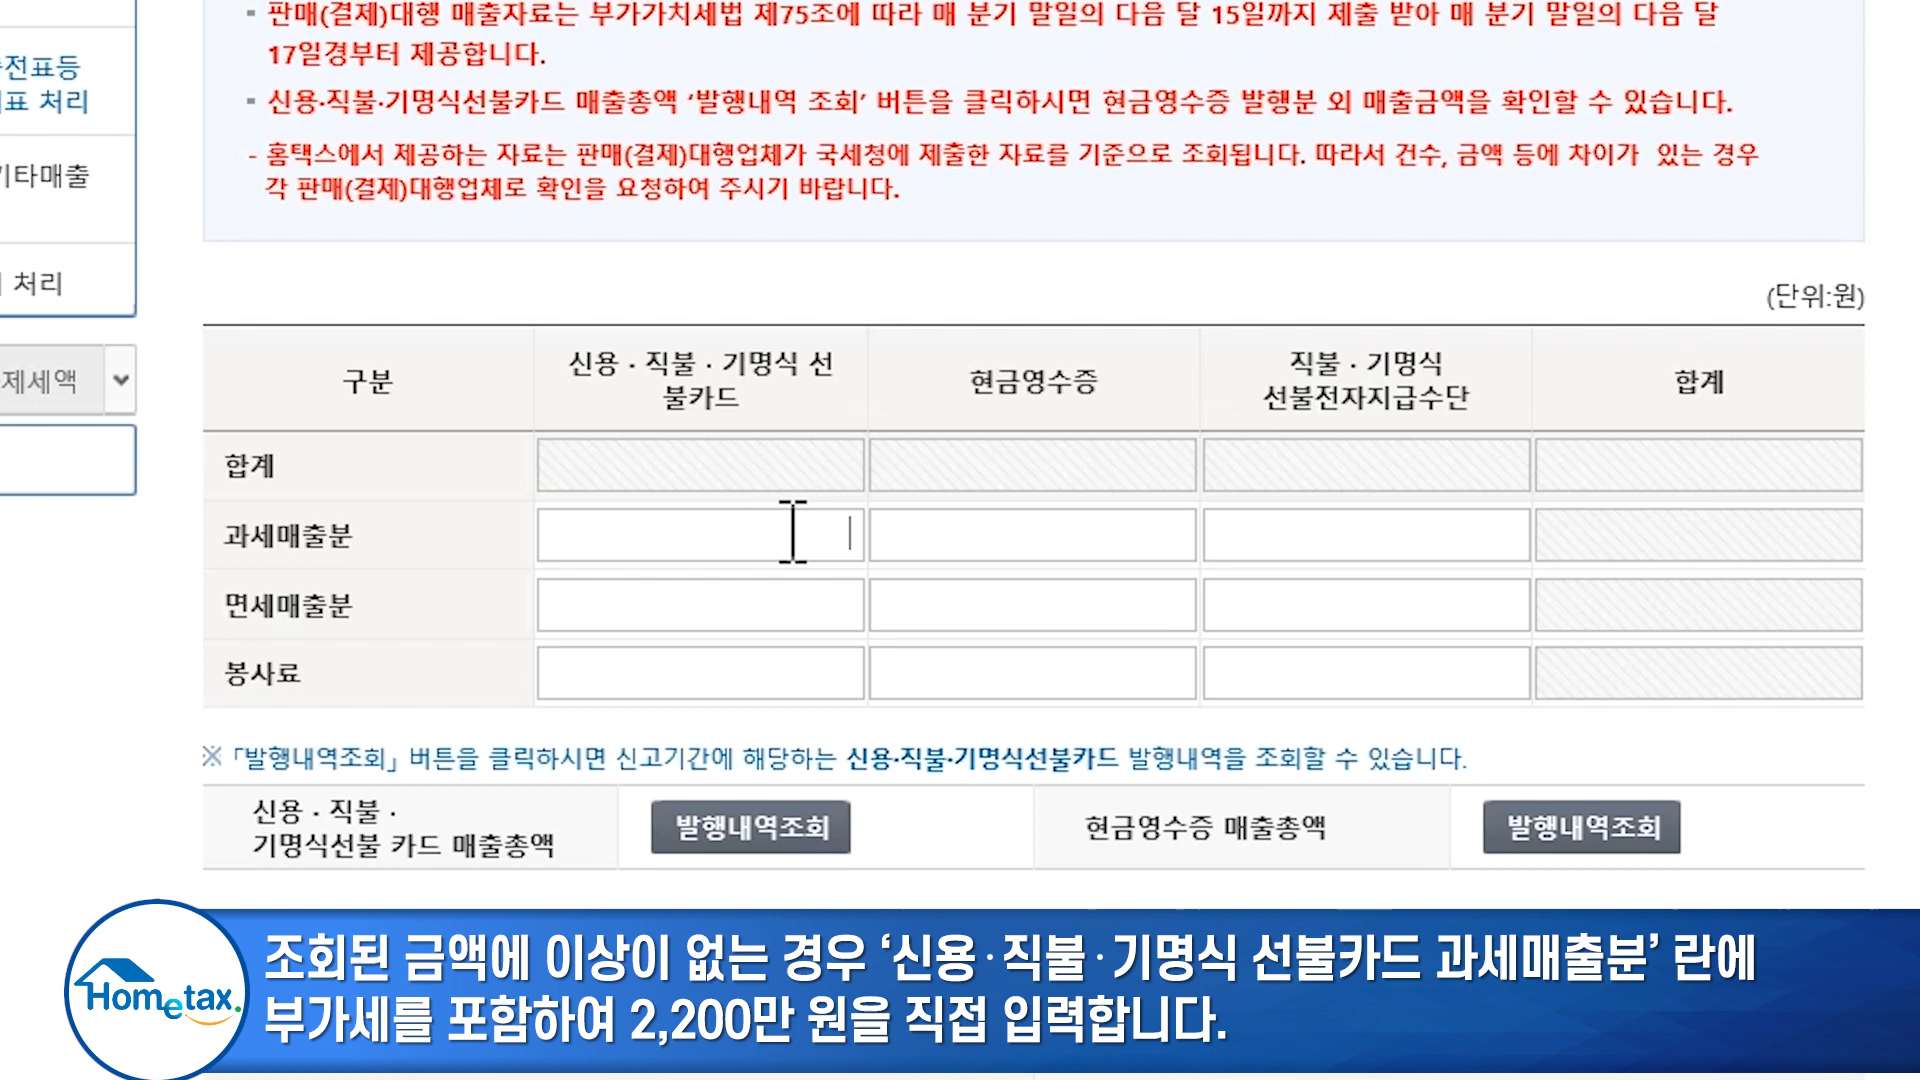 ▪ 판매(결제)대행 매출자료는 부가가치세법 제75조에 따라 매 분기 말일의 다음 달 15일까지 제출 받아 매 분기 말일의 다음 달
17일경부터 제공합니다.
▪ 신용·직불·기명식선불카드 매출총액 '발행내역 조회' 버튼을 클릭하시면 현금영수증 발행분 외 매출금액을 확인할 수 있습니다.
- 홈택스에서 제공하는 자료는 판매(결제)대행업체가 국세청에 제출한 자료를 기준으로 조회됩니다. 따라서 건수, 금액 등에 차이가 있는 경우
각 판매(결제)대행업체로 확인을 요청하여 주시기 바랍니다.
전표등
표 처리
기타매출
처리
제세액
(단위:원)
구분
신용 · 직불 · 기명식 선
불카드
현금영수증
직불 · 기명식
선불전자지급수단
합계
합계
과세매출분
면세매출분
봉사료
※ 「발행내역조회」 버튼을 클릭하시면 신고기간에 해당하는 신용·직불·기명식선불카드 발행내역을 조회할 수 있습니다.
신용 · 직불 ·
기명식선불 카드 매출총액
발행내역조회
현금영수증 매출총액
발행내역조회
Hometax.
조회된 금액에 이상이 없는 경우 '신용·직불·기명식 선불카드 과세매출분' 란에
부가세를 포함하여 2,200만 원을 직접 입력합니다.